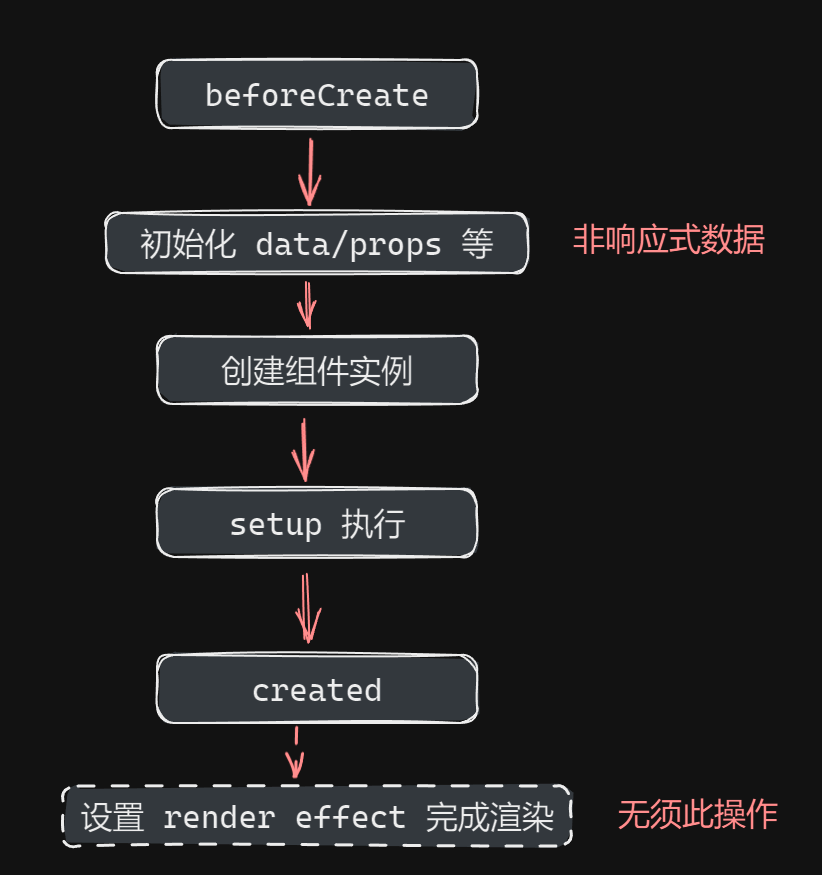 beforeCreate
初始化 data/props 等
非响应式数据
创建组件实例
setup 执行
created
设置 render effect 完成渲染
无须此操作